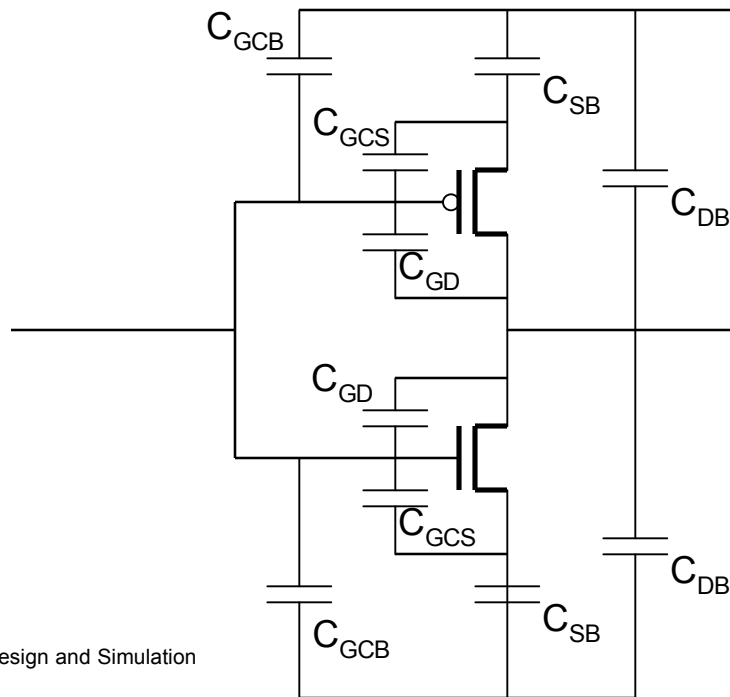 C_GCB
C_SB
C_GCS
C_DB
C_GD
C_GD
C_GCS
C_DB
C_SB
C_GCB
esign and Simulation